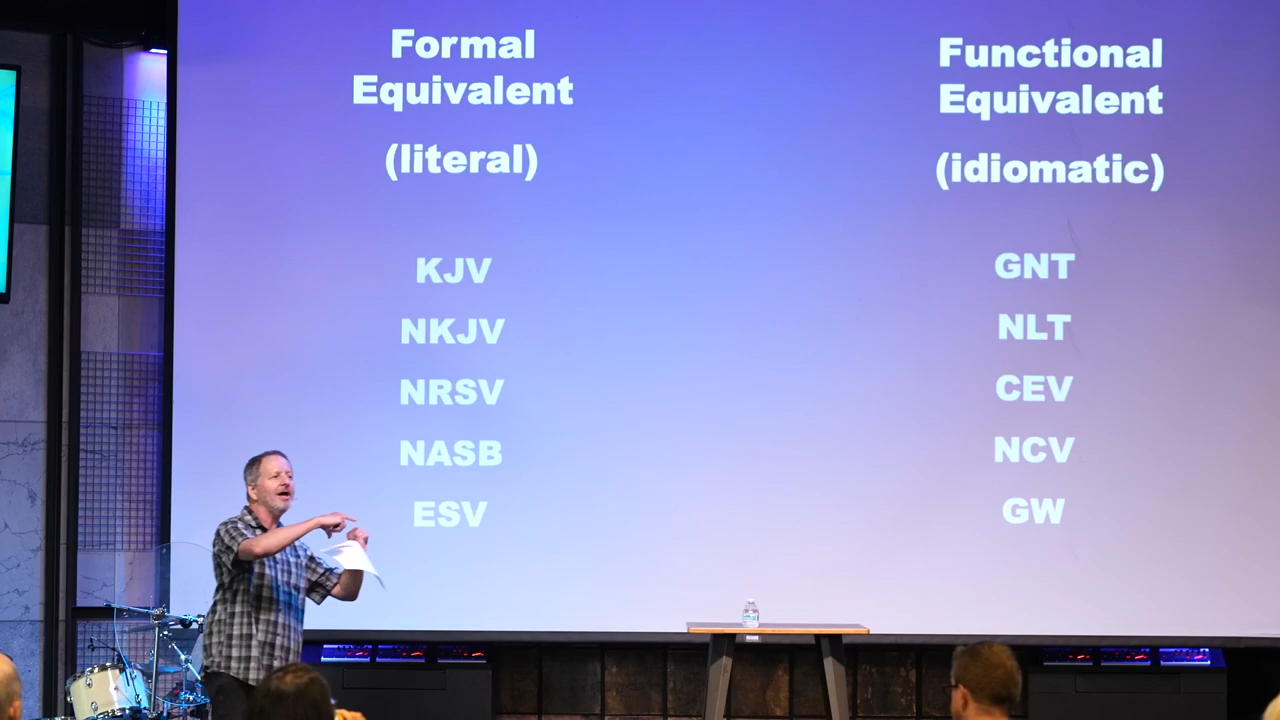 Formal
Equivalent
(literal)
KJV
NKJV
NRSV
NASB
ESV
Functional
Equivalent
(idiomatic)
GNT
NLT
CEV
NCV
GW